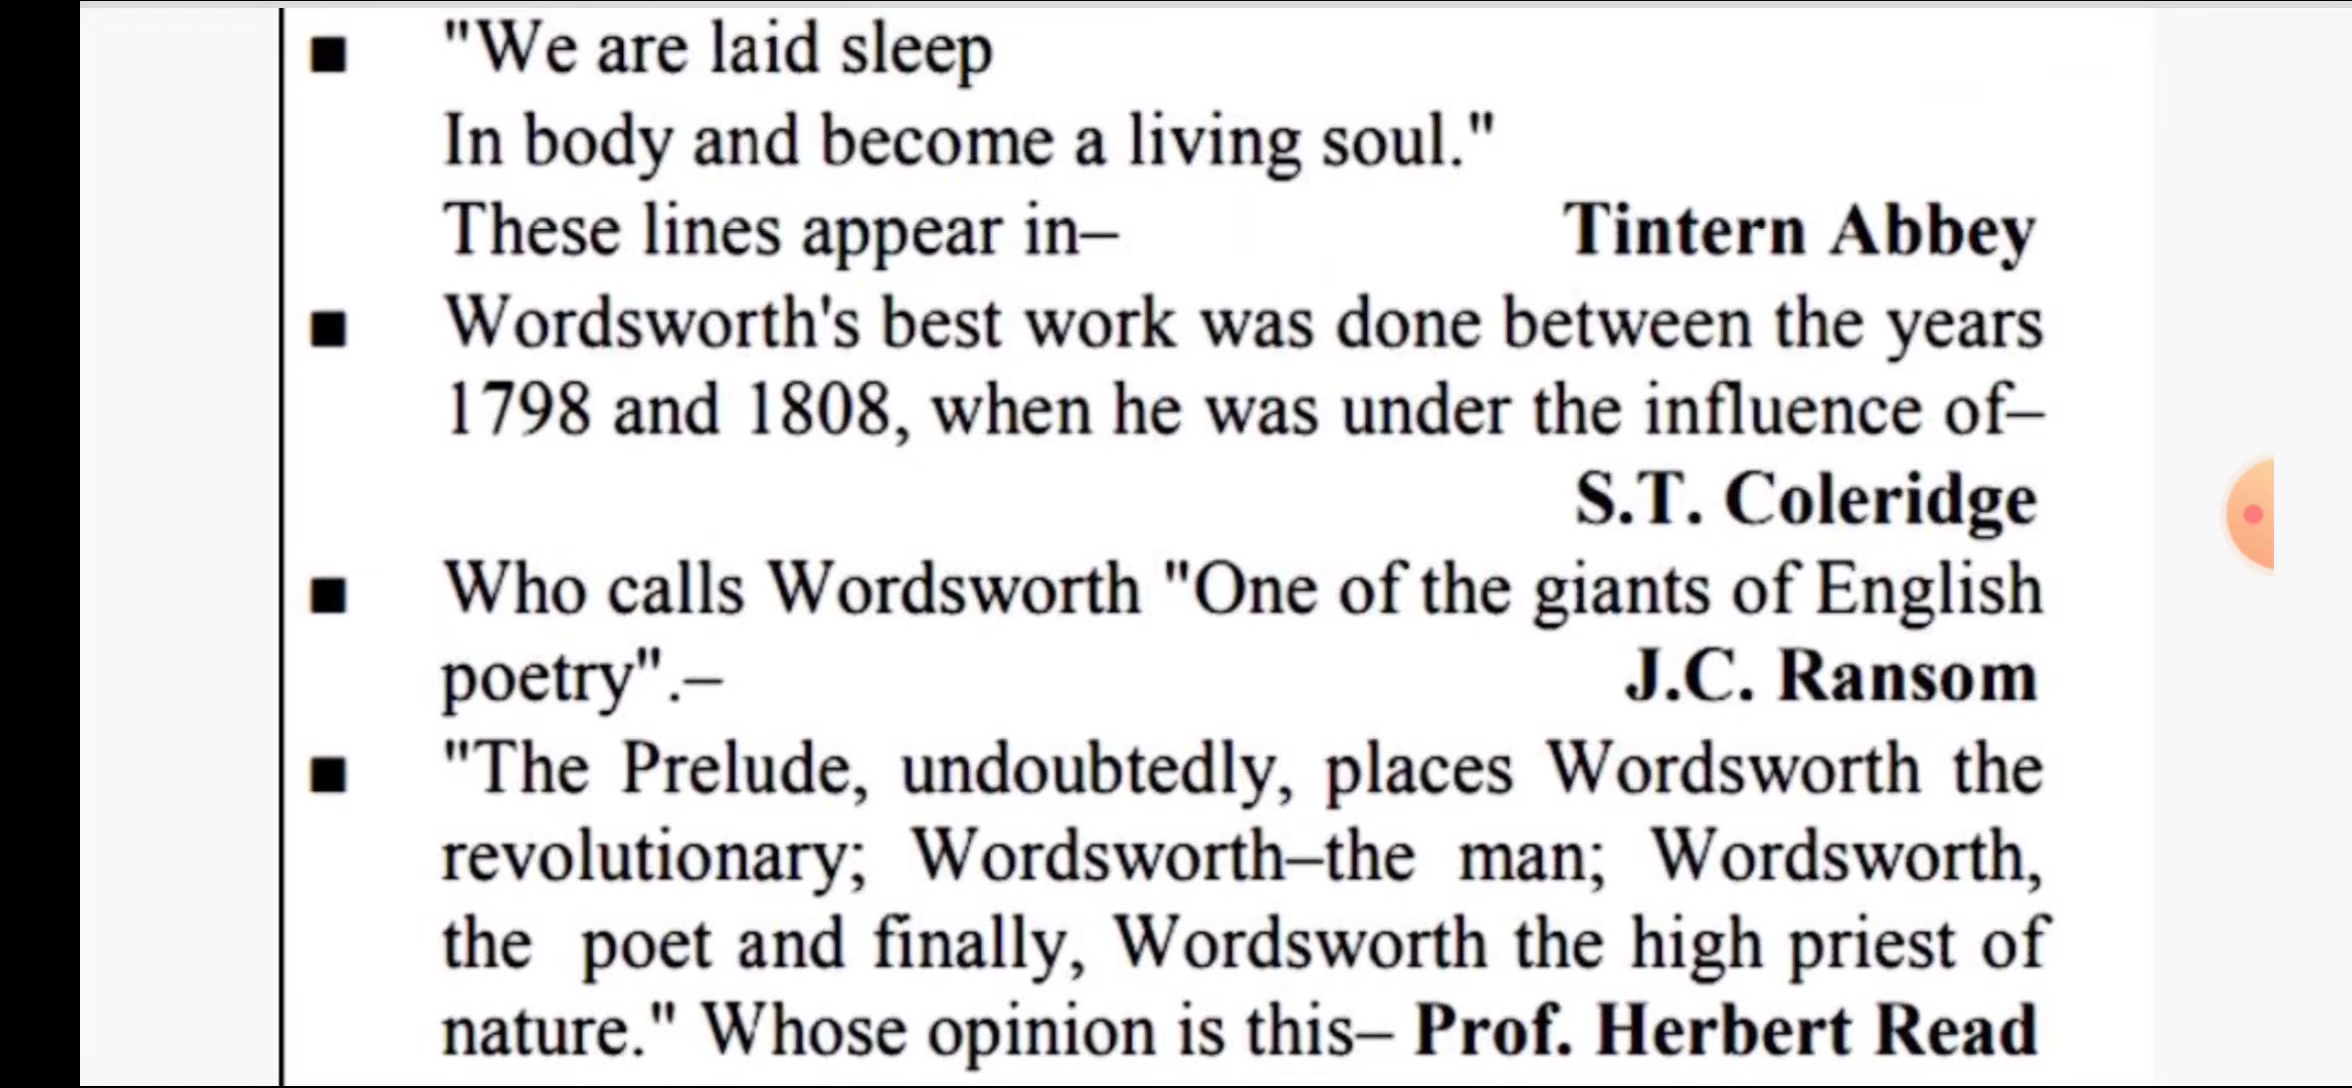 ■ "We are laid sleep
In body and become a living soul."
These lines appear in– Tintern Abbey
■ Wordsworth's best work was done between the years
1798 and 1808, when he was under the influence of–
S.T. Coleridge
■ Who calls Wordsworth "One of the giants of English
poetry".– J.C. Ransom
■ "The Prelude, undoubtedly, places Wordsworth the
revolutionary; Wordsworth–the man; Wordsworth,
the poet and finally, Wordsworth the high priest of
nature." Whose opinion is this– Prof. Herbert Read